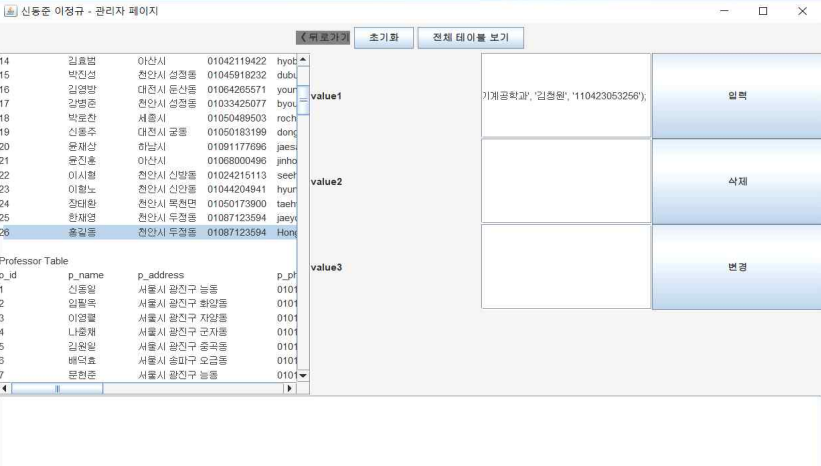 신동준 이정규 - 관리자 페이지
《 뒤로가기 초기화 전체 테이블 보기
14 김효범 아산시 01042119422 hyob
15 박진성 천안시 성정동 01045918232 dubu
16 김영방 대전시 둔산동 01064265571 youn
17 강병준 천안시 성정동 01033425077 byou
18 박로찬 세종시 01050489503 roch
19 신동주 대전시 궁동 01050183199 dong
20 윤재상 하남시 01091177696 jaes
21 윤진훈 아산시 01068000496 jinho
22 이시형 천안시 신방동 01024215113 seeh
23 이형노 천안시 신안동 01044204941 hyun
24 장태환 천안시 목천면 01050173900 taeh
25 한재영 천안시 두정동 01087123594 jaeyo
26 홍길동 천안시 두정동 01087123594 Hong
Professor Table
p_id p_name p_address p_ph
1 신동일 서울시 광진구 능동 0101
2 임팔옥 서울시 광진구 화양동 0101
3 이영렬 서울시 광진구 자양동 0101
4 나중채 서울시 광진구 군자동 0101
5 김원일 서울시 광진구 중곡동 0101
6 배덕효 서울시 송파구 오금동 0101
7 문현준 서울시 광진구 능동 0101
value1 기계공학과', '김청원', '110423053256'); 입력
value2 삭제
value3 변경